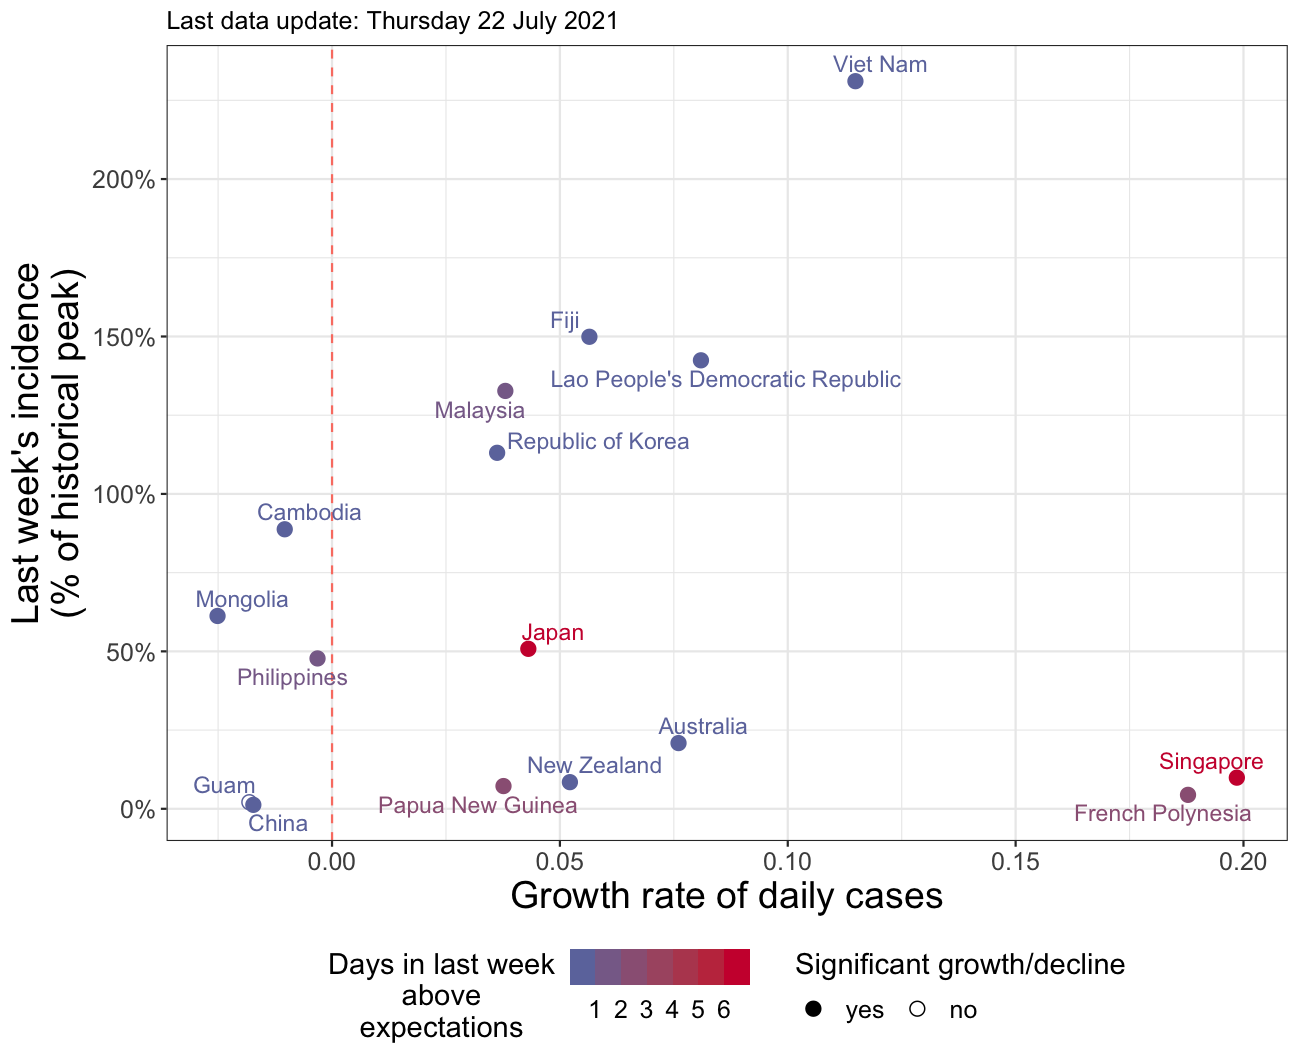 Last data update: Thursday 22 July 2021
Last week's incidence
(% of historical peak)
200%
150%
100%
50%
0%
Viet Nam
Fiji
Lao People's Democratic Republic
Malaysia
Republic of Korea
Cambodia
Mongolia
Japan
Philippines
Australia
New Zealand
Singapore
Guam
Papua New Guinea
French Polynesia
China
0.00 0.05 0.10 0.15 0.20
Growth rate of daily cases
Days in last week
above
expectations
1 2 3 4 5 6
Significant growth/decline
yes no